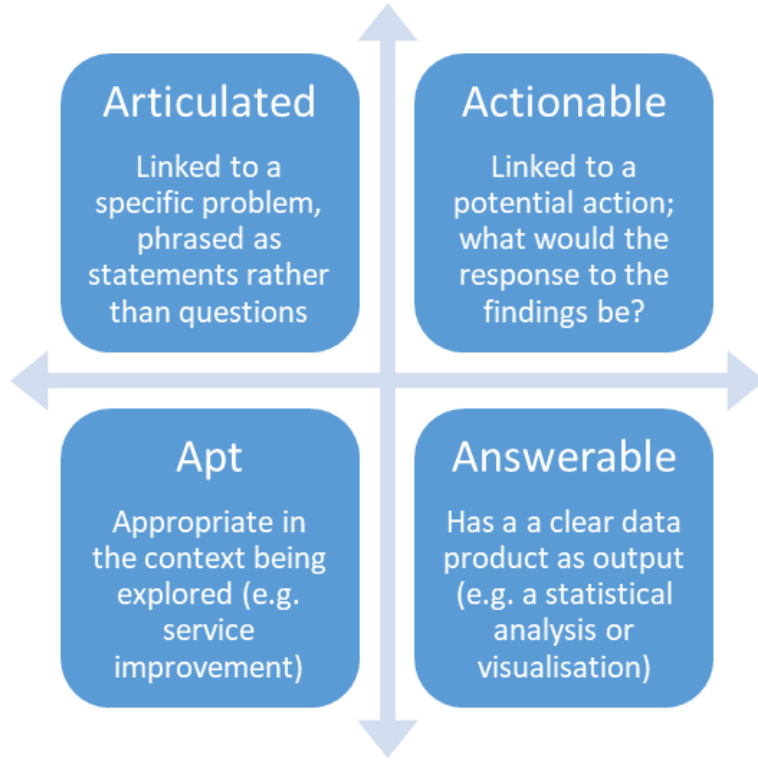 Articulated
Linked to a
specific problem,
phrased as
statements rather
than questions
Actionable
Linked to a
potential action;
what would the
response to the
findings be?
Apt
Appropriate in
the context being
explored (e.g.
service
improvement)
Answerable
Has a a clear data
product as output
(e.g. a statistical
analysis or
visualisation)